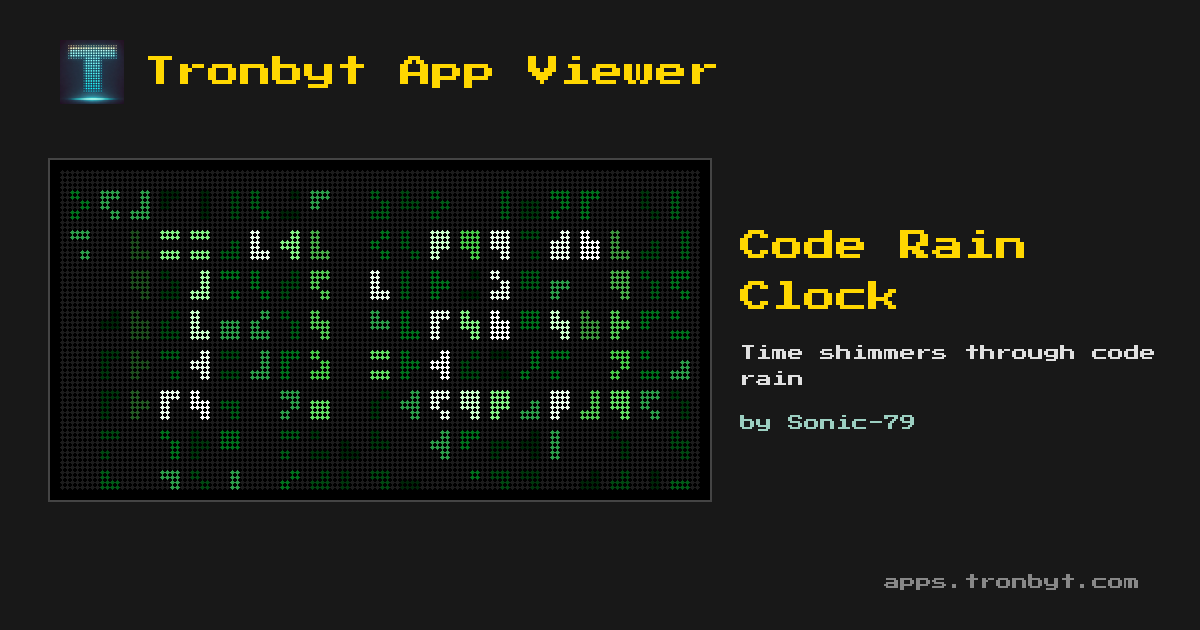 T
Tronbyt App Viewer
Code Rain
Clock
Time shimmers through code
rain
by Sonic-79
apps.tronbyt.com